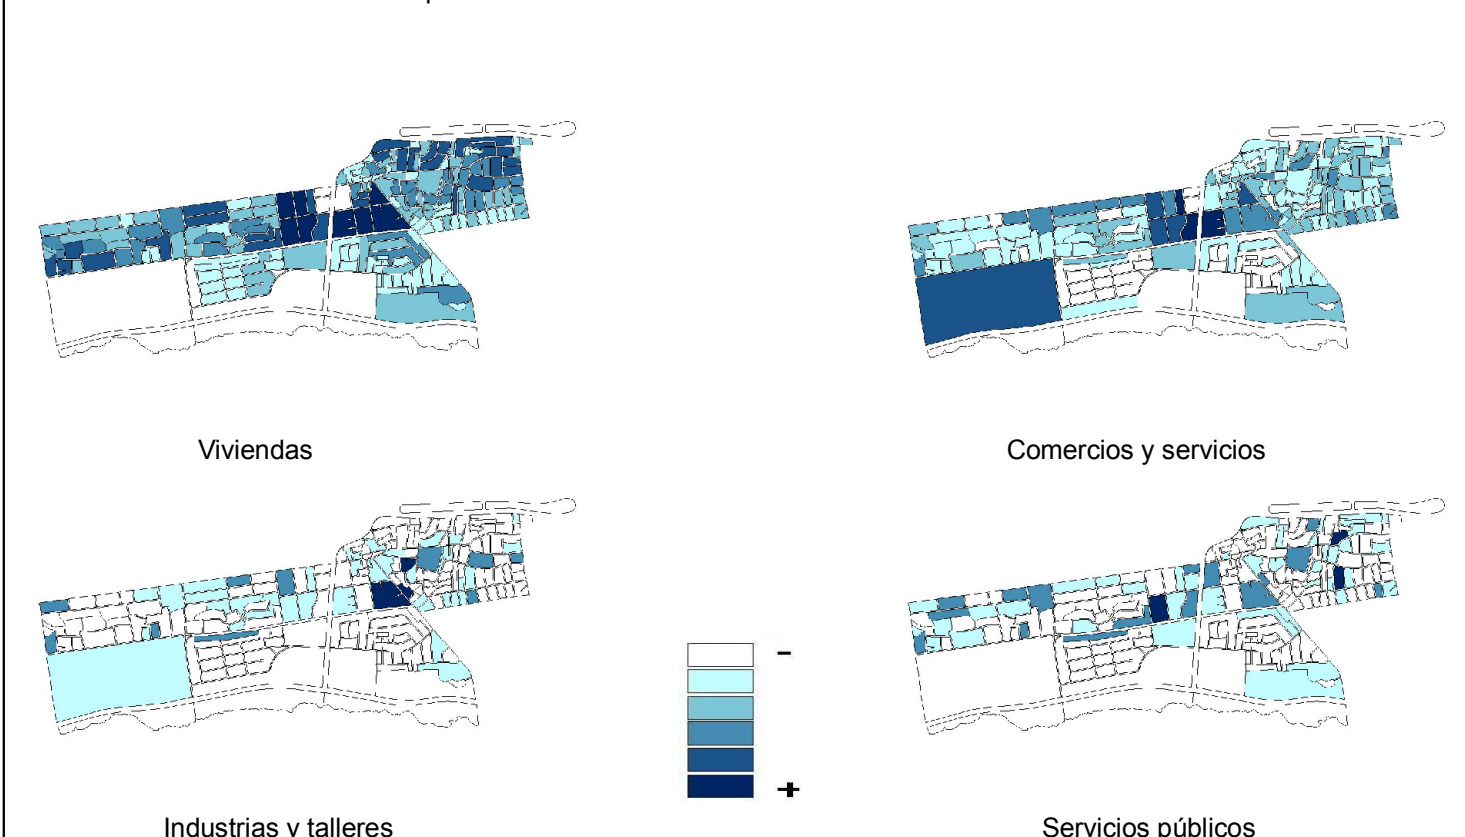 Viviendas
Comercios y servicios
-
+
Industrias y talleres
Servicios públicos